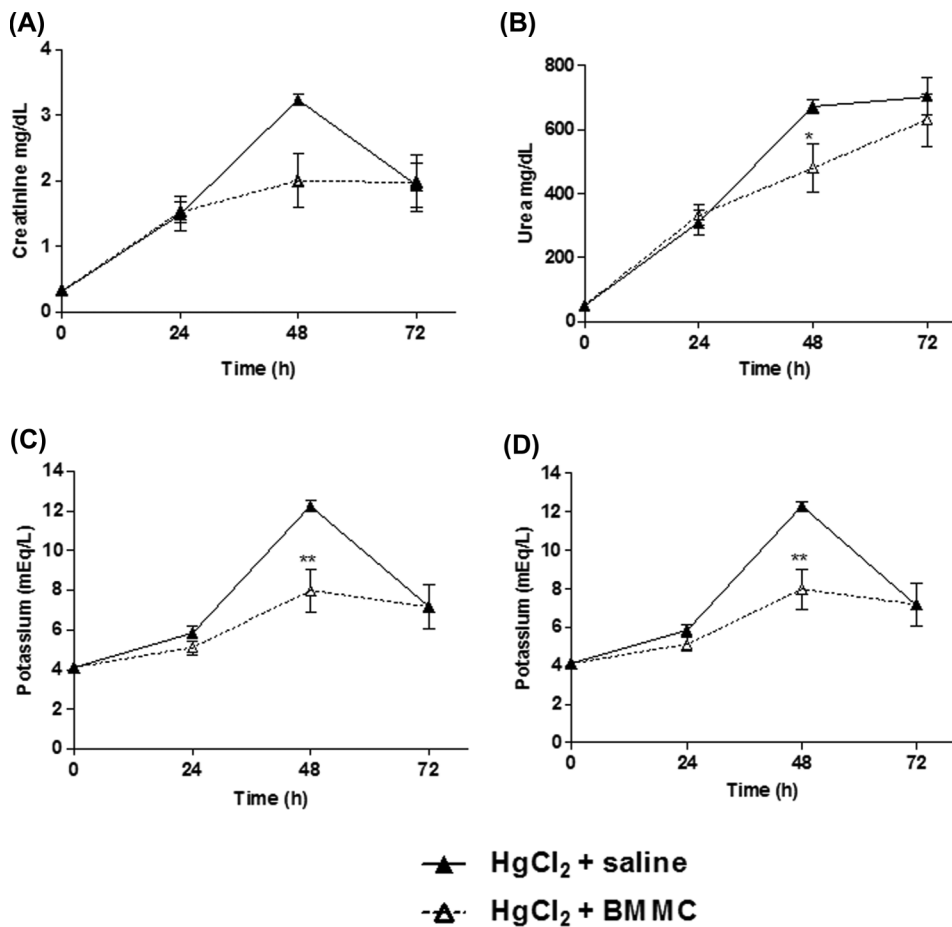 (A)
4
3
2
1
0
Creatinine mg/dL
0 24 48 72
Time (h)
(B)
800
600
400
200
0
Urea mg/dL
*
0 24 48 72
Time (h)
(C)
14
12
10
8
6
4
2
0
Potassium (mEq/L)
**
0 24 48 72
Time (h)
(D)
14
12
10
8
6
4
2
0
Potassium (mEq/L)
**
0 24 48 72
Time (h)
HgCl₂ + saline
HgCl₂ + BMMC